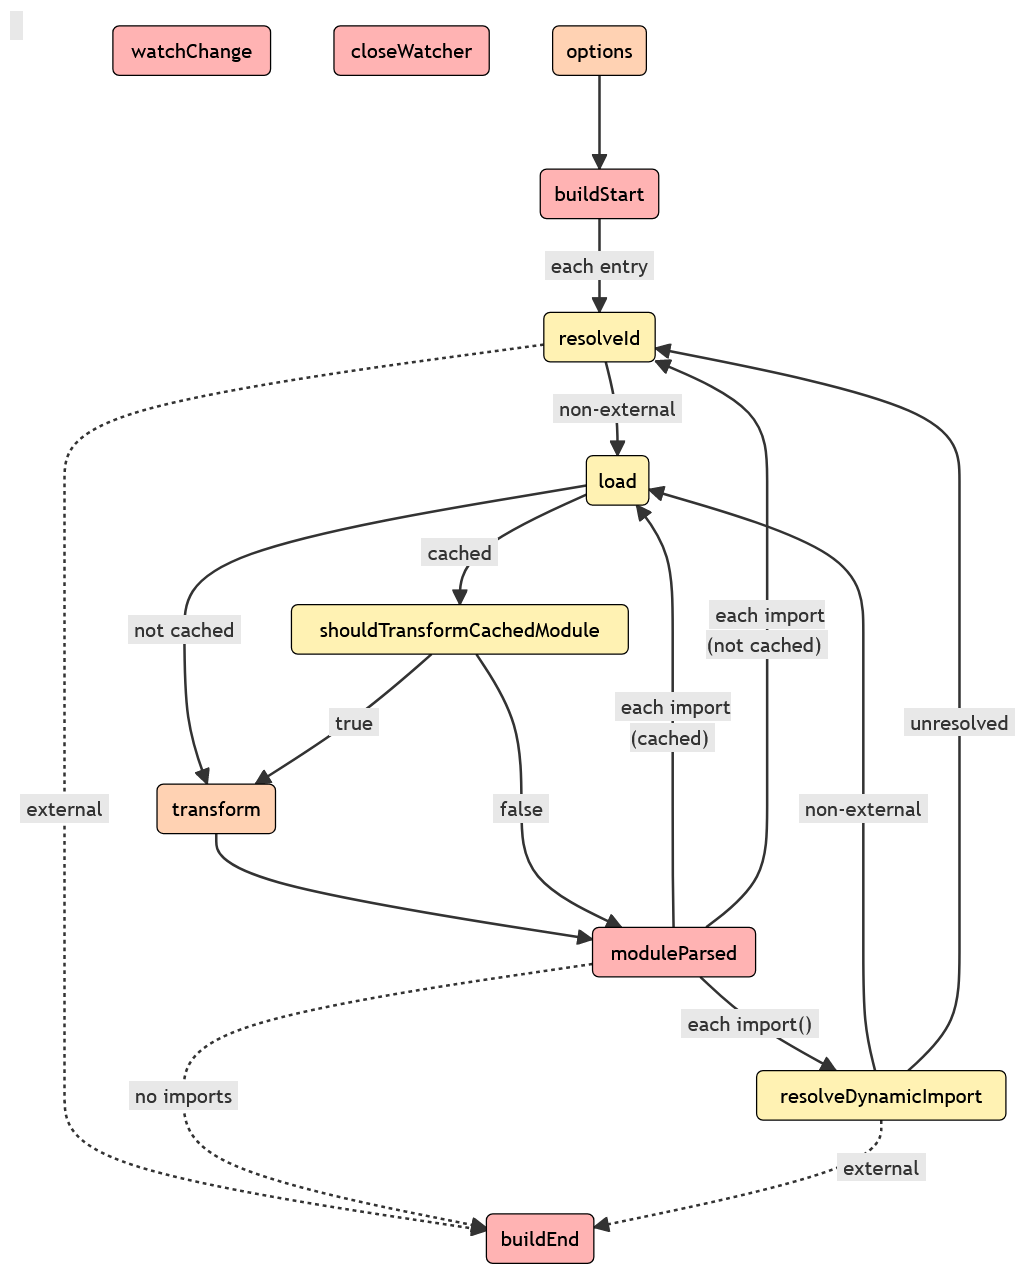 watchChange
closeWatcher
options
buildStart
each entry
resolveId
non-external
load
cached
not cached
shouldTransformCachedModule
each import
(not cached)
each import
(cached)
true
unresolved
external
transform
false
non-external
moduleParsed
each import()
no imports
resolveDynamicImport
external
buildEnd